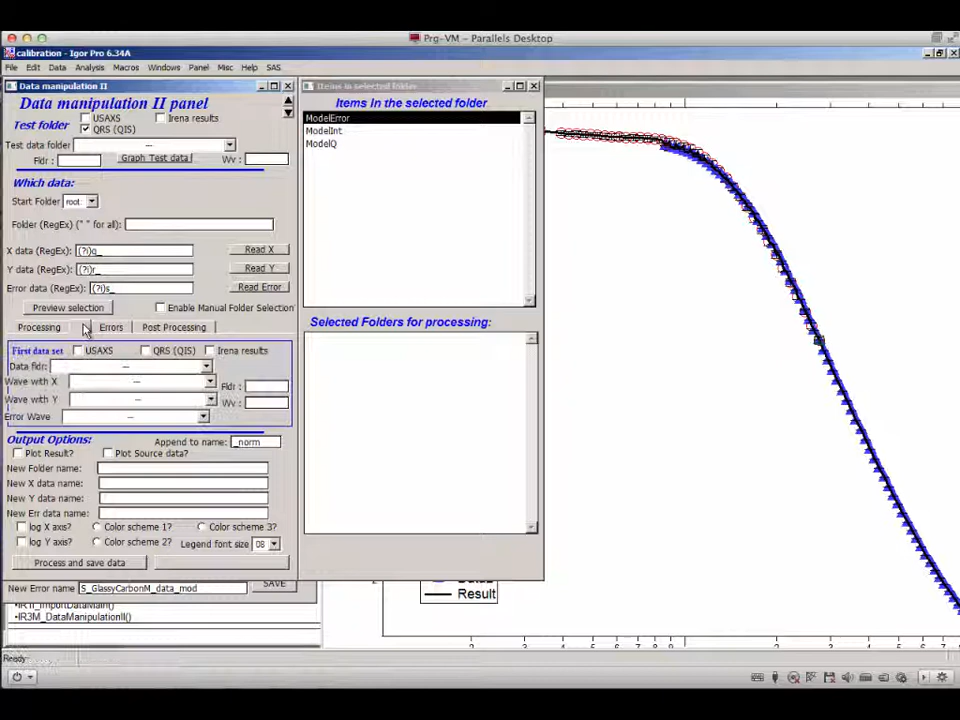 Prg-VM — Parallels Desktop
calibration - Igor Pro 6.34A
File Edit Data Analysis Macros Windows Panel Misc Help SAS
Data manipulation II
Items in selected folder
Data manipulation II panel
Items in the selected folder
Test folder
USAXS
Irena results
QRS (QIS)
ModelError
ModelInt
ModelQ
Test data folder
---
Fldr :
Graph Test data
Wv :
Which data:
Start Folder root:
Folder (RegEx) (" " for all):
X data (RegEx): (?i)q_
Read X
Y data (RegEx): (?i)r_
Read Y
Error data (RegEx): (?i)s_
Read Error
Preview selection
Enable Manual Folder Selection
Selected Folders for processing:
Processing
Errors
Post Processing
First data set
USAXS
QRS (QIS)
Irena results
Data fldr:
---
Wave with X
---
Fldr :
Wave with Y
---
Wv :
Error Wave
---
Output Options:
Append to name: _norm
Plot Result?
Plot Source data?
New Folder name:
New X data name:
New Y data name:
New Err data name:
log X axis?
Color scheme 1?
Color scheme 3?
log Y axis?
Color scheme 2?
Legend font size 08
Process and save data
New Error name S_GlassyCarbonM_data_mod
SAVE
Result
•IR3M_DataManipulationII()
Ready